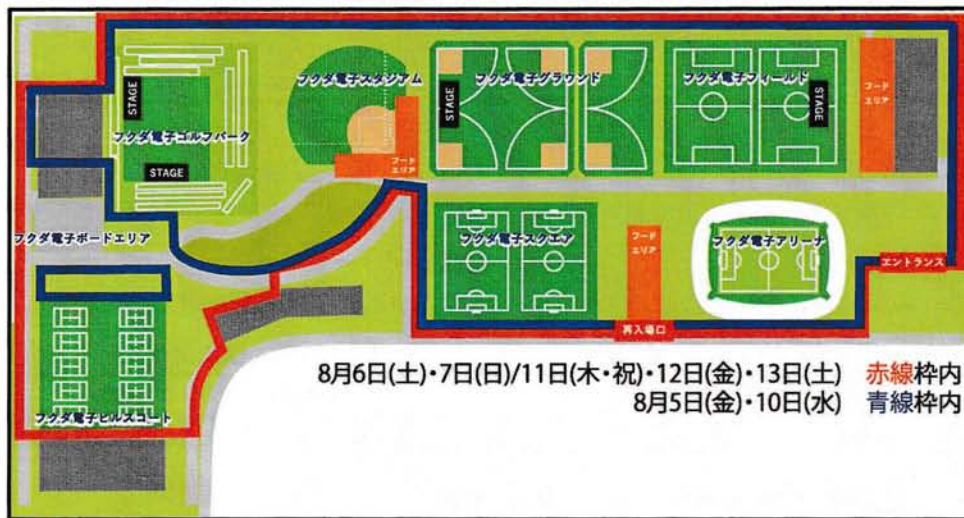 フクダ電子スタジアム
フクダ電子グラウンド
フクダ電子フィールド
STAGE
STAGE
STAGE
フード
エリア
フクダ電子ゴルフパーク
STAGE
フード
エリア
フクダ電子ボードエリア
フクダ電子スクエア
フード
エリア
フクダ電子アリーナ
エントランス
再入場口
8月6日(土)・7日(日)/11日(木・祝)・12日(金)・13日(土) 赤線枠内
8月5日(金)・10日(水) 青線枠内
フクダ電子ヒルスコート